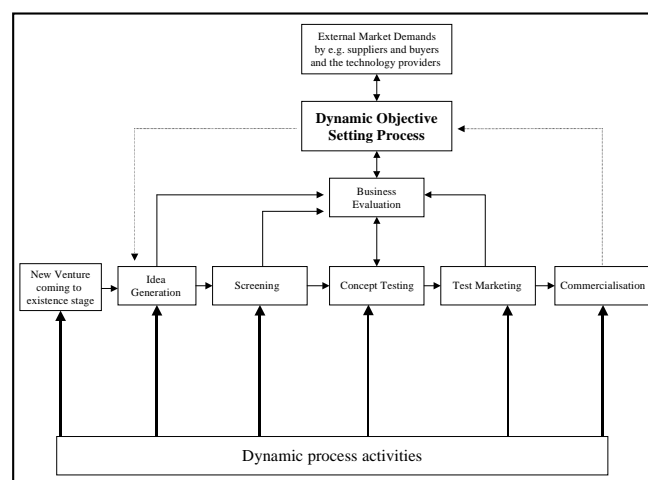 External Market Demands
by e.g. suppliers and buyers
and the technology providers
Dynamic Objective
Setting Process
Business
Evaluation
New Venture
coming to
existence stage
Idea
Generation
Screening
Concept Testing
Test Marketing
Commercialisation
Dynamic process activities